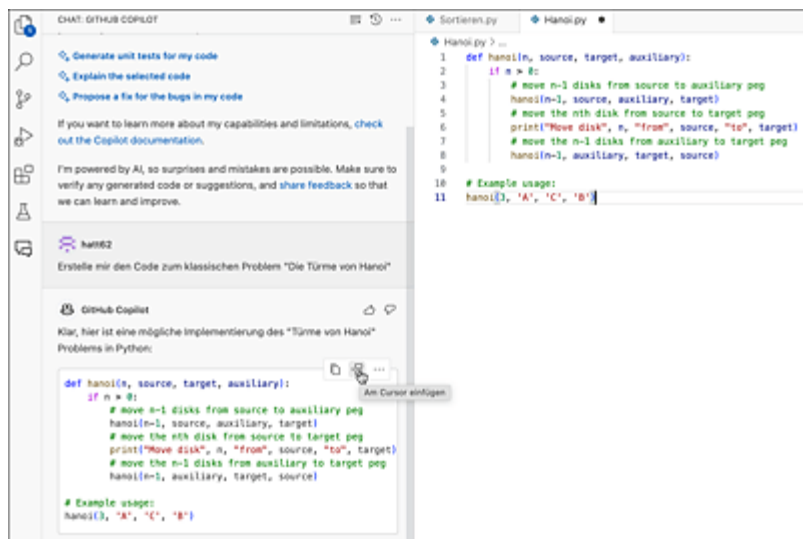 CHAT: GITHUB COPILOT
Generate unit tests for my code
Explain the selected code
Propose a fix for the bugs in my code
If you want to learn more about my capabilities and limitations, check
out the Copilot documentation.
I'm powered by AI, so surprises and mistakes are possible. Make sure to
verify any generated code or suggestions, and share feedback so that
we can learn and improve.
hatt62
Erstelle mir den Code zum klassischen Problem "Die Türme von Hanoi"
GitHub Copilot
Klar, hier ist eine mögliche Implementierung des "Türme von Hanoi"
Problems in Python:
Am Cursor einfügen
def hanoi(n, source, target, auxiliary):
if n > 0:
# move n-1 disks from source to auxiliary peg
hanoi(n-1, source, auxiliary, target)
# move the nth disk from source to target peg
print("Move disk", n, "from", source, "to", target)
# move the n-1 disks from auxiliary to target peg
hanoi(n-1, auxiliary, target, source)
# Example usage:
hanoi(3, 'A', 'C', 'B')
Sortieren.py
Hanoi.py
Hanoi.py > ...
1 def hanoi(n, source, target, auxiliary):
2 if n > 0:
3 # move n-1 disks from source to auxiliary peg
4 hanoi(n-1, source, auxiliary, target)
5 # move the nth disk from source to target peg
6 print("Move disk", n, "from", source, "to", target)
7 # move the n-1 disks from auxiliary to target peg
8 hanoi(n-1, auxiliary, target, source)
9
10 # Example usage:
11 hanoi(3, 'A', 'C', 'B')